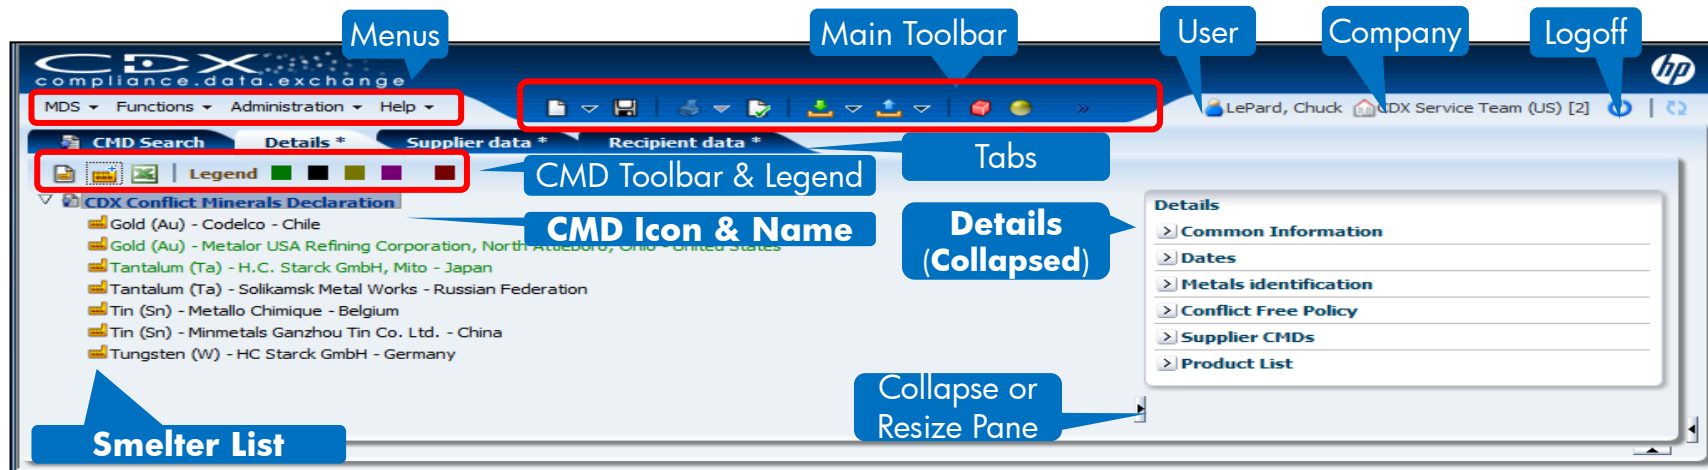 Menus
Main Toolbar
User
Company
Logoff
CDX
compliance.data.exchange
hp
MDS Functions Administration Help
»
LePard, Chuck CDX Service Team (US) [2]
CMD Search Details * Supplier data * Recipient data *
Tabs
Legend
CMD Toolbar & Legend
CDX Conflict Minerals Declaration
CMD Icon & Name
Gold (Au) - Codelco - Chile
Gold (Au) - Metalor USA Refining Corporation, North Attleboro, Ohio - United States
Tantalum (Ta) - H.C. Starck GmbH, Mito - Japan
Tantalum (Ta) - Solikamsk Metal Works - Russian Federation
Tin (Sn) - Metallo Chimique - Belgium
Tin (Sn) - Minmetals Ganzhou Tin Co. Ltd. - China
Tungsten (W) - HC Starck GmbH - Germany
Smelter List
Details
(Collapsed)
Details
Common Information
Dates
Metals identification
Conflict Free Policy
Supplier CMDs
Product List
Collapse or
Resize Pane